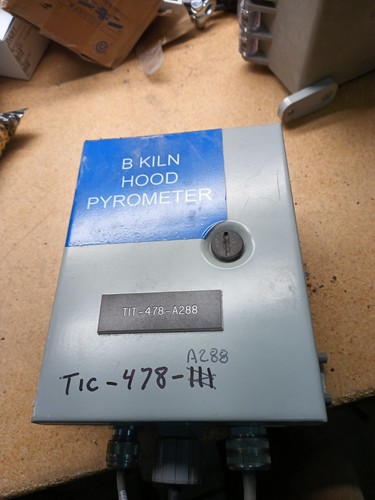 B KILN
HOOD
PYROMETER
TIT-478-A288
A288
TIC-478-